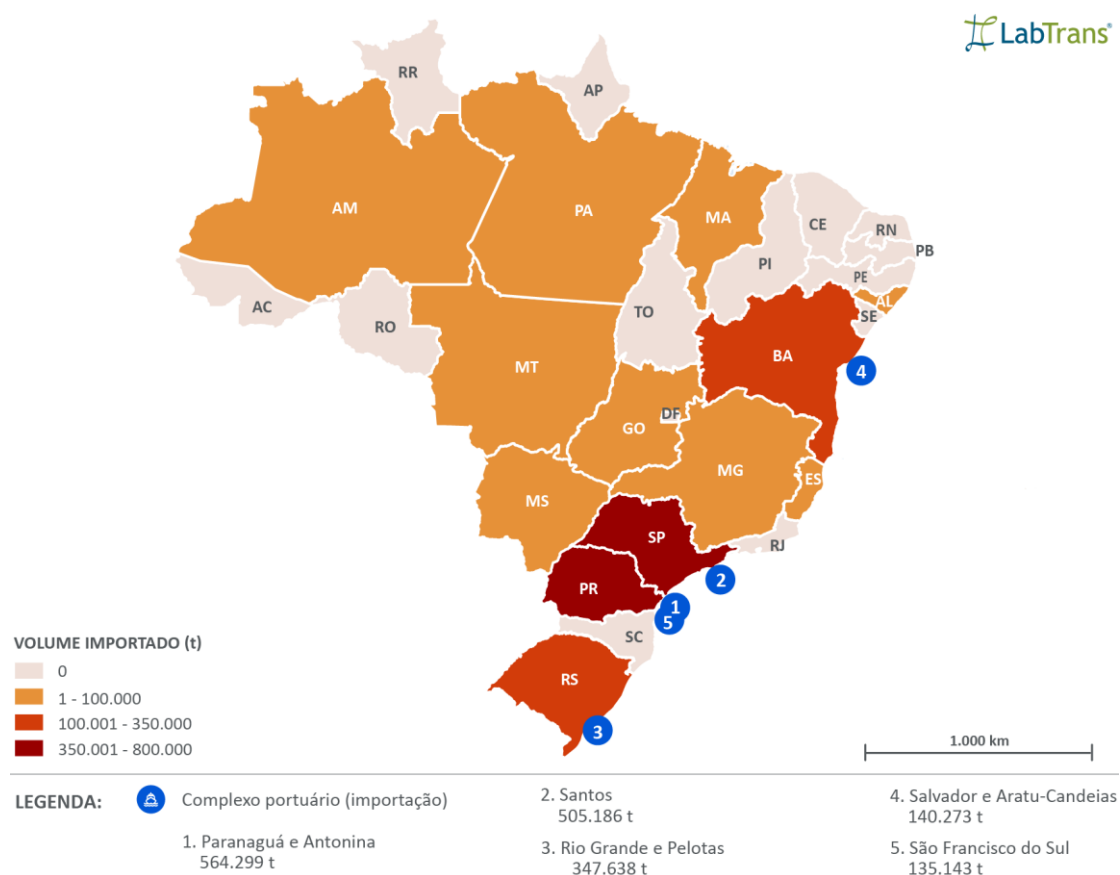 LabTrans®
RR
AP
AM
PA
MA
CE
RN
PB
PI
PE
AL
SE
AC
RO
TO
BA
4
MT
DF
GO
MG
ES
MS
SP
RJ
2
PR
1
5
SC
RS
3
VOLUME IMPORTADO (t)
0
1 - 100.000
100.001 - 350.000
350.001 - 800.000
1.000 km
LEGENDA:
Complexo portuário (importação)
1. Paranaguá e Antonina
564.299 t
2. Santos
505.186 t
3. Rio Grande e Pelotas
347.638 t
4. Salvador e Aratu-Candeias
140.273 t
5. São Francisco do Sul
135.143 t